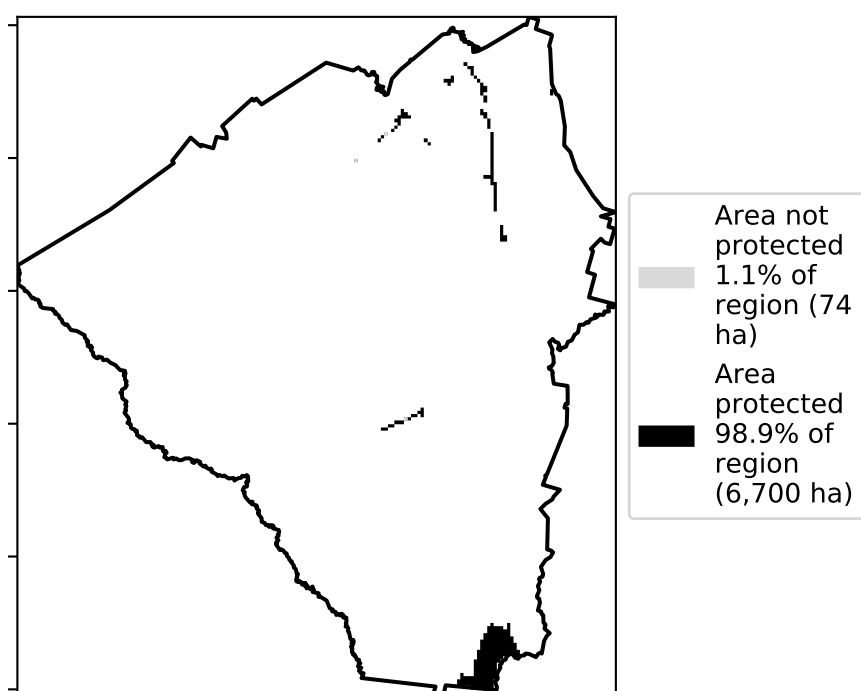 Area not
protected
1.1% of
region (74
ha)
Area
protected
98.9% of
region
(6,700 ha)